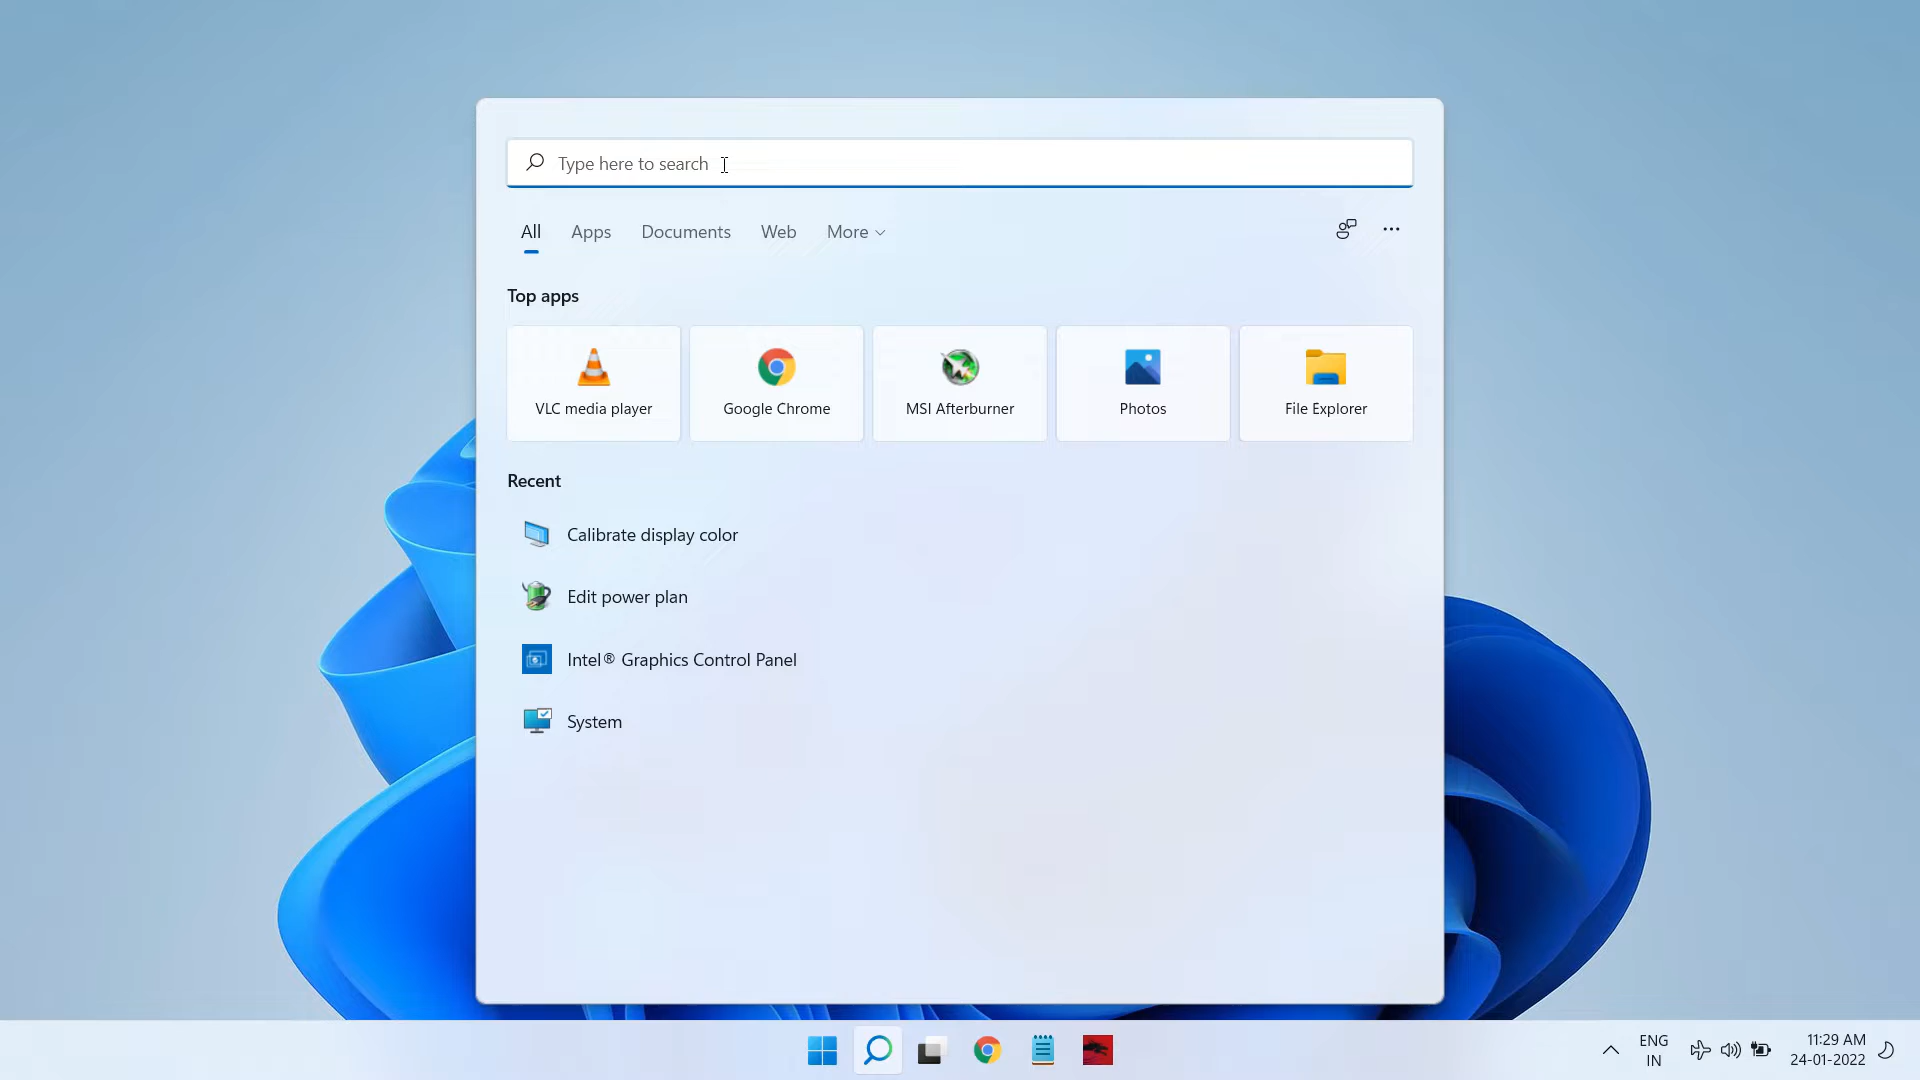 Type here to search
All Apps Documents Web More
Top apps
VLC media player Google Chrome MSI Afterburner Photos File Explorer
Recent
Calibrate display color
Edit power plan
Intel® Graphics Control Panel
System
ENG 11:29 AM
IN 24-01-2022